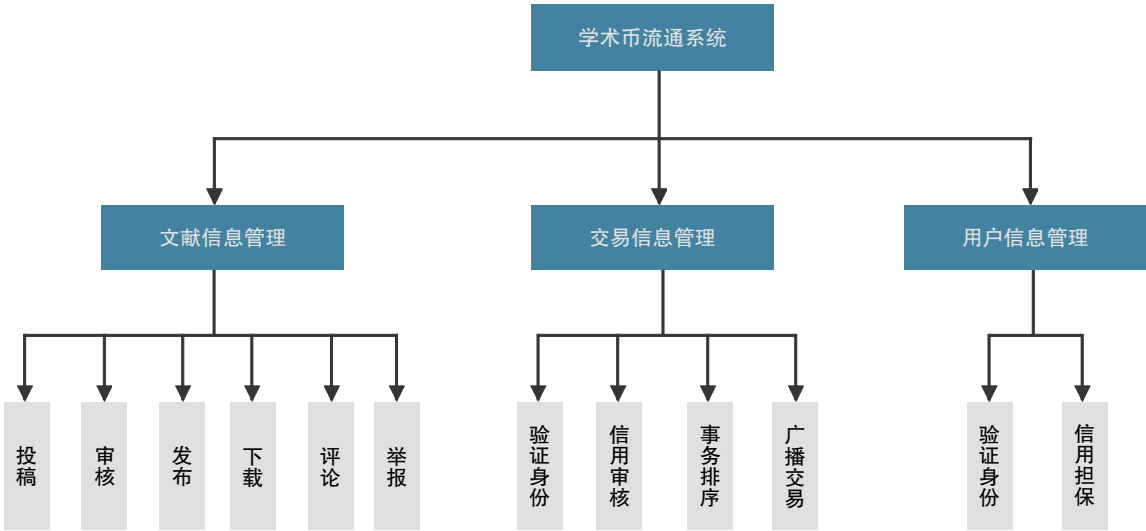 学术币流通系统
文献信息管理
交易信息管理
用户信息管理
投稿
审核
发布
下载
评论
举报
验证身份
信用审核
事务排序
广播交易
验证身份
信用担保